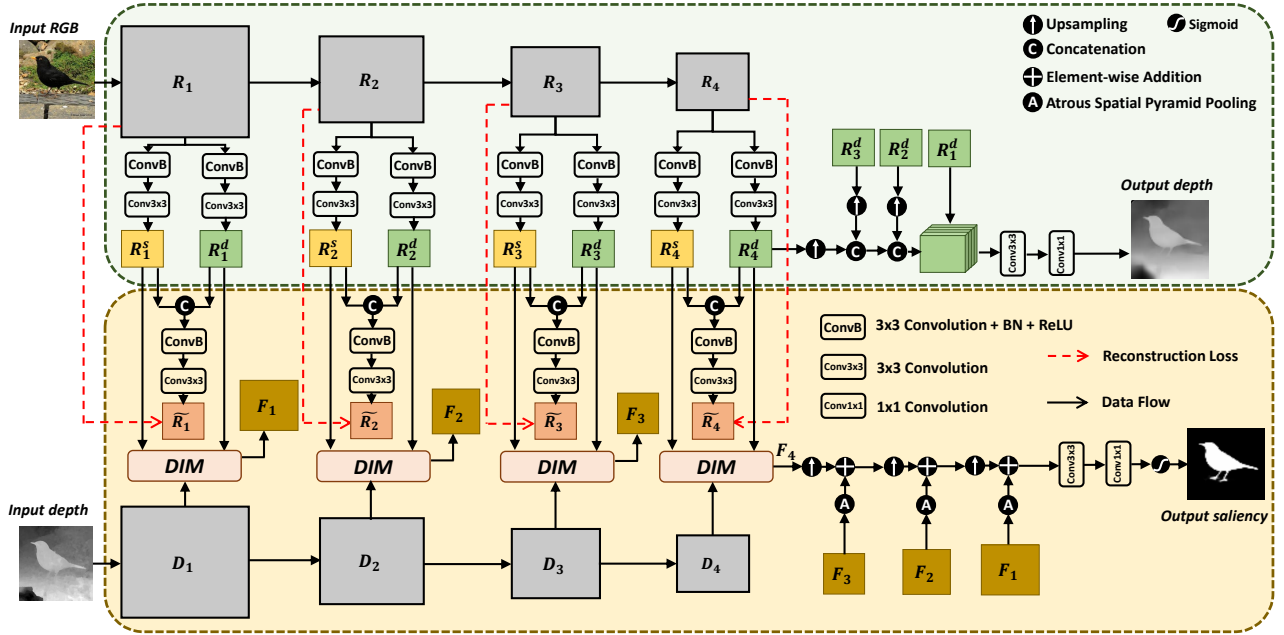 Input RGB
R₁
R₂
R₃
R₄
Upsampling
Sigmoid
C Concatenation
Element-wise Addition
A Atrous Spatial Pyramid Pooling
ConvB ConvB ConvB ConvB ConvB ConvB ConvB ConvB
Conv3x3 Conv3x3 Conv3x3 Conv3x3 Conv3x3 Conv3x3 Conv3x3 Conv3x3
R₁ˢ R₁ᵈ R₂ˢ R₂ᵈ R₃ˢ R₃ᵈ R₄ˢ R₄ᵈ
R₃ᵈ R₂ᵈ R₁ᵈ
C C
Conv3x3
Conv1x1
Output depth
C C C C
ConvB ConvB ConvB ConvB
Conv3x3 Conv3x3 Conv3x3 Conv3x3
R̃₁ F₁ R̃₂ F₂ R̃₃ F₃ R̃₄
ConvB 3x3 Convolution + BN + ReLU
Conv3x3 3x3 Convolution
Conv1x1 1x1 Convolution
Reconstruction Loss
Data Flow
DIM DIM DIM DIM
F₄
A A A
F₃ F₂ F₁
Conv3x3
Conv1x1
Output saliency
Input depth
D₁
D₂
D₃
D₄